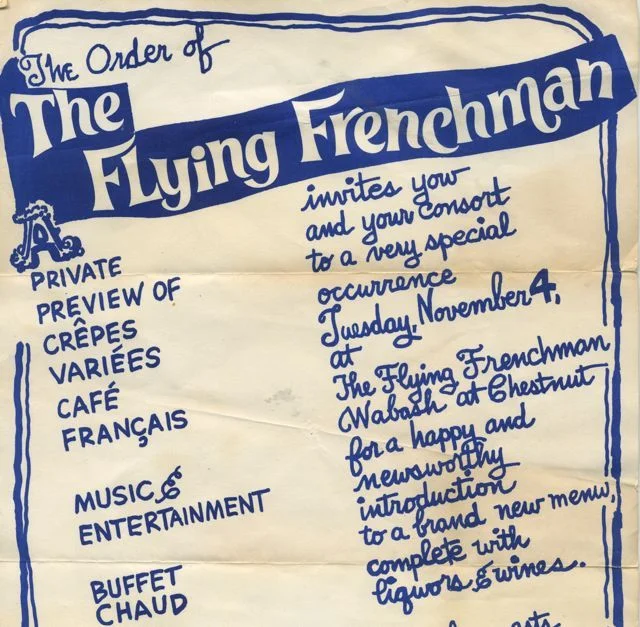 The Order of
The
Flying Frenchman
A
PRIVATE
PREVIEW OF
CRÊPES
VARIÉES
CAFÉ
FRANÇAIS
MUSIC &
ENTERTAINMENT
BUFFET
CHAUD
invites you
and your consort
to a very special
occurrence
Tuesday, November 4,
at
The Flying Frenchman
Wabash at Chestnut
for a happy and
newsworthy
introduction
to a brand new menu,
complete with
liquors & wines.